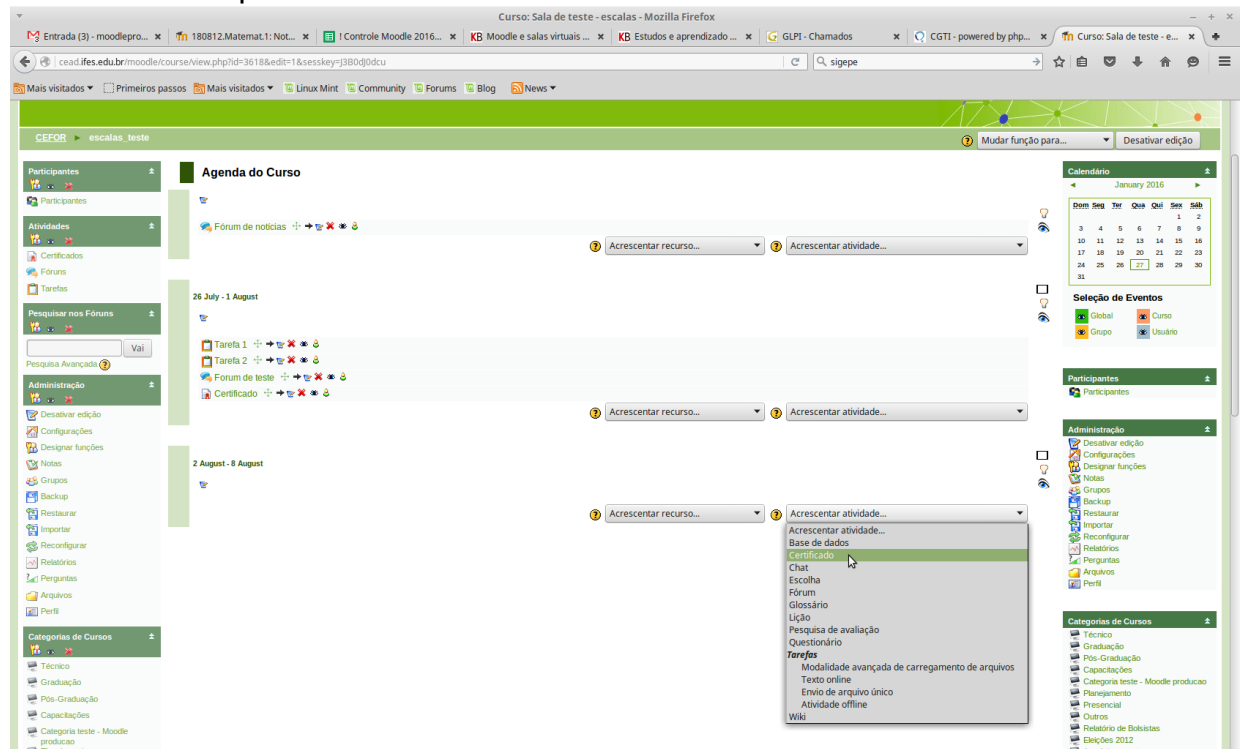 Curso: Sala de teste - escalas - Mozilla Firefox
Entrada (3) - moodlepro... ×
180812.Matemat.1: Not... ×
! Controle Moodle 2016... ×
KB Moodle e salas virtuais ... ×
KB Estudos e aprendizado ... ×
GLPI - Chamados ×
CGTI - powered by php... ×
Curso: Sala de teste - e... ×
cead.ifes.edu.br/moodle/course/view.php?id=3618&edit=1&sesskey=J3B0dJ0dcu
sigepe
Mais visitados
Primeiros passos
Mais visitados
Linux Mint
Community
Forums
Blog
News
CEFOR ► escalas_teste
Mudar função para...
Desativar edição
Participantes
Participantes
Atividades
Certificados
Fóruns
Tarefas
Pesquisar nos Fóruns
Vai
Pesquisa Avançada
Administração
Desativar edição
Configurações
Designar funções
Notas
Grupos
Backup
Restaurar
Importar
Reconfigurar
Relatórios
Perguntas
Arquivos
Perfil
Categorias de Cursos
Técnico
Graduação
Pós-Graduação
Capacitações
Categoria teste - Moodle
producao
Agenda do Curso
Fórum de notícias
Acrescentar recurso...
Acrescentar atividade...
26 July - 1 August
Tarefa 1
Tarefa 2
Forum de teste
Certificado
Acrescentar recurso...
Acrescentar atividade...
2 August - 8 August
Acrescentar recurso...
Acrescentar atividade...
Acrescentar atividade...
Base de dados
Certificado
Chat
Escolha
Fórum
Glossário
Lição
Pesquisa de avaliação
Questionário
Tarefas
Modalidade avançada de carregamento de arquivos
Texto online
Envio de arquivo único
Atividade offline
Wiki
Calendário
◄ January 2016 ►
Dom Seg Ter Qua Qui Sex Sáb
1 2
3 4 5 6 7 8 9
10 11 12 13 14 15 16
17 18 19 20 21 22 23
24 25 26 27 28 29 30
31
Seleção de Eventos
Global
Curso
Grupo
Usuário
Participantes
Participantes
Administração
Desativar edição
Configurações
Designar funções
Notas
Grupos
Backup
Restaurar
Importar
Reconfigurar
Relatórios
Perguntas
Arquivos
Perfil
Categorias de Cursos
Técnico
Graduação
Pós-Graduação
Capacitações
Categoria teste - Moodle producao
Planejamento
Presencial
Outros
Relatório de Bolsistas
Eleições 2012